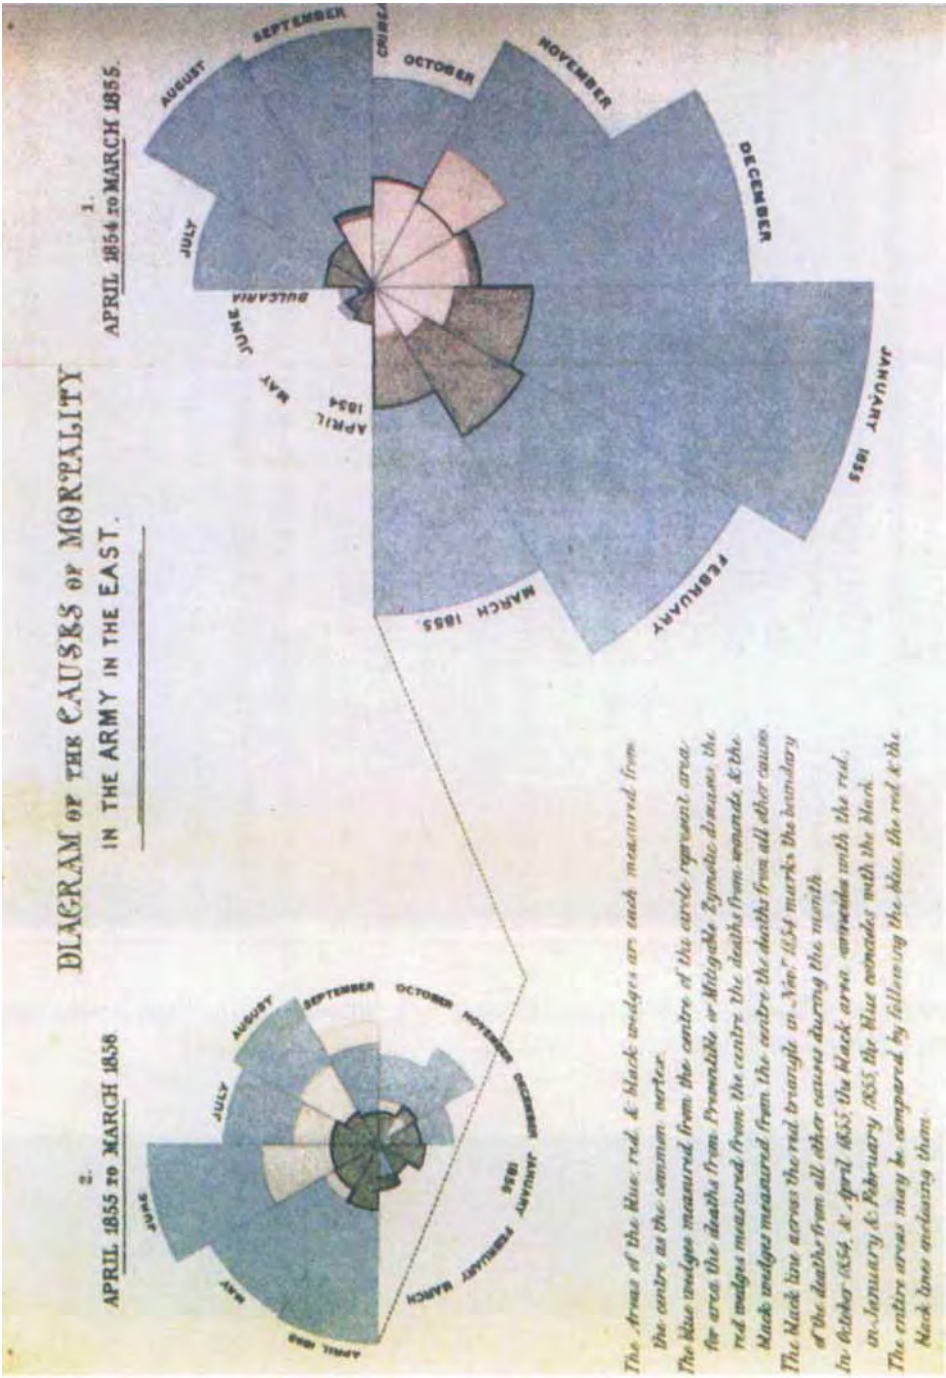 DIAGRAM OF THE CAUSES OF MORTALITY
IN THE ARMY IN THE EAST.
2.
APRIL 1855 TO MARCH 1856
1.
APRIL 1854 TO MARCH 1855.
APRIL 1855
MAY
JUNE
JULY
AUGUST
SEPTEMBER
OCTOBER
NOVEMBER
DECEMBER
JANUARY
1856
FEBRUARY
MARCH
APRIL
1854
MAY
JUNE
BULGARIA
JULY
AUGUST
SEPTEMBER
CRIMEA
OCTOBER
NOVEMBER
DECEMBER
JANUARY 1855
FEBRUARY
MARCH 1855.
The Areas of the blue, red, & black wedges are each measured from
the centre as the common vertex.
The blue wedges measured from the centre of the circle represent area
for area the deaths from Preventible or Mitigable Zymotic diseases, the
red wedges measured from the centre the deaths from wounds, & the
black wedges measured from the centre the deaths from all other causes.
The black line across the red triangle in Nov.r 1854 marks the boundary
of the deaths from all other causes during the month.
In October 1854, & April 1855, the black area coincides with the red,
in January & February 1855, the blue coincides with the black.
The entire areas may be compared by following the blue, the red & the
black lines enclosing them.